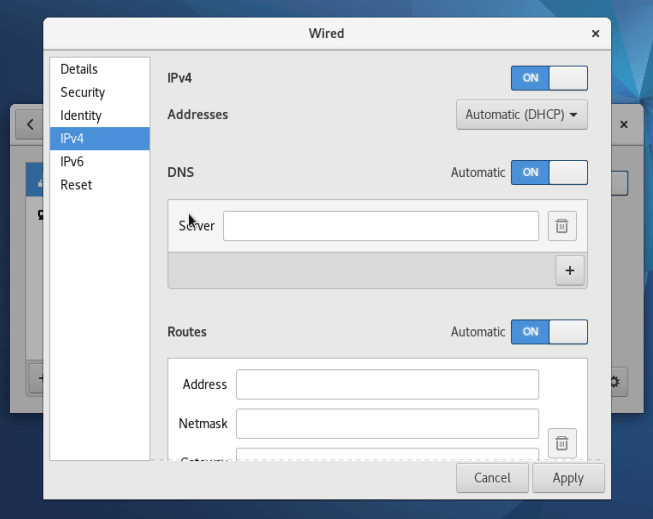 Wired
Details
Security
Identity
IPv4
IPv6
Reset
IPv4 ON
Addresses Automatic (DHCP)
DNS Automatic ON
Server
Routes Automatic ON
Address
Netmask
Gateway
Cancel Apply